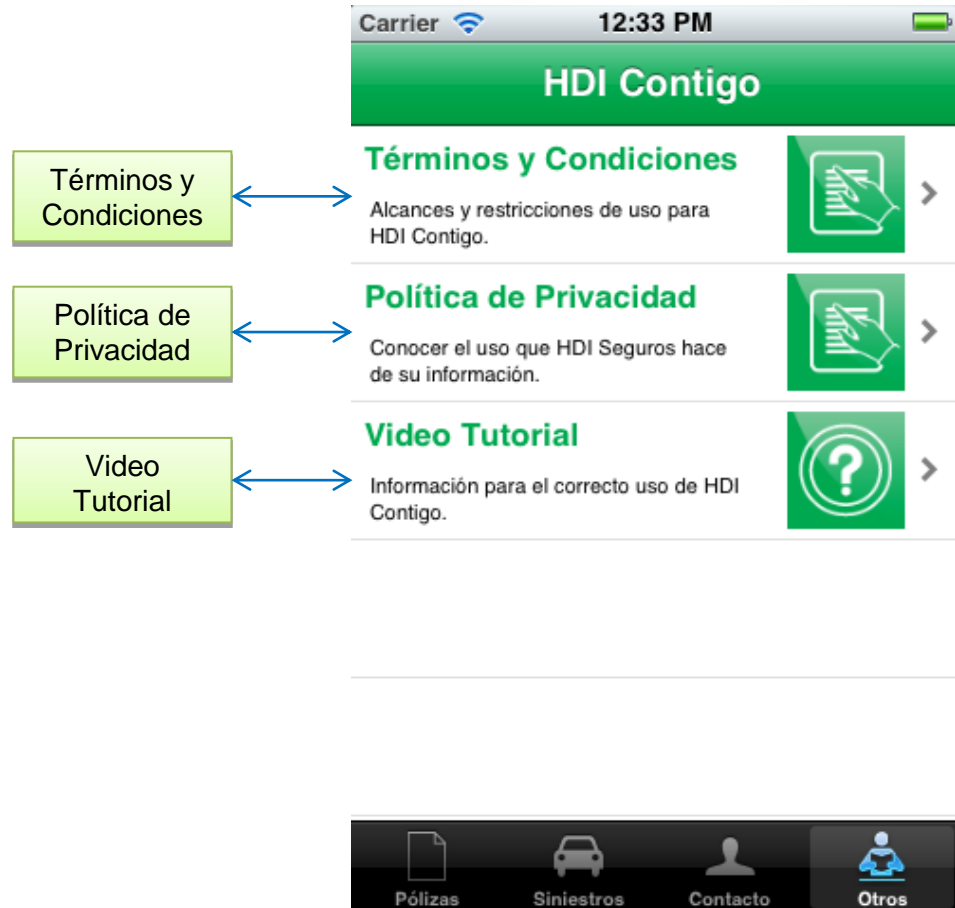 Carrier 12:33 PM
HDI Contigo
Términos y
Condiciones
Términos y Condiciones
Alcances y restricciones de uso para
HDI Contigo.
Política de
Privacidad
Política de Privacidad
Conocer el uso que HDI Seguros hace
de su información.
Video
Tutorial
Video Tutorial
Información para el correcto uso de HDI
Contigo.
Pólizas Siniestros Contacto Otros